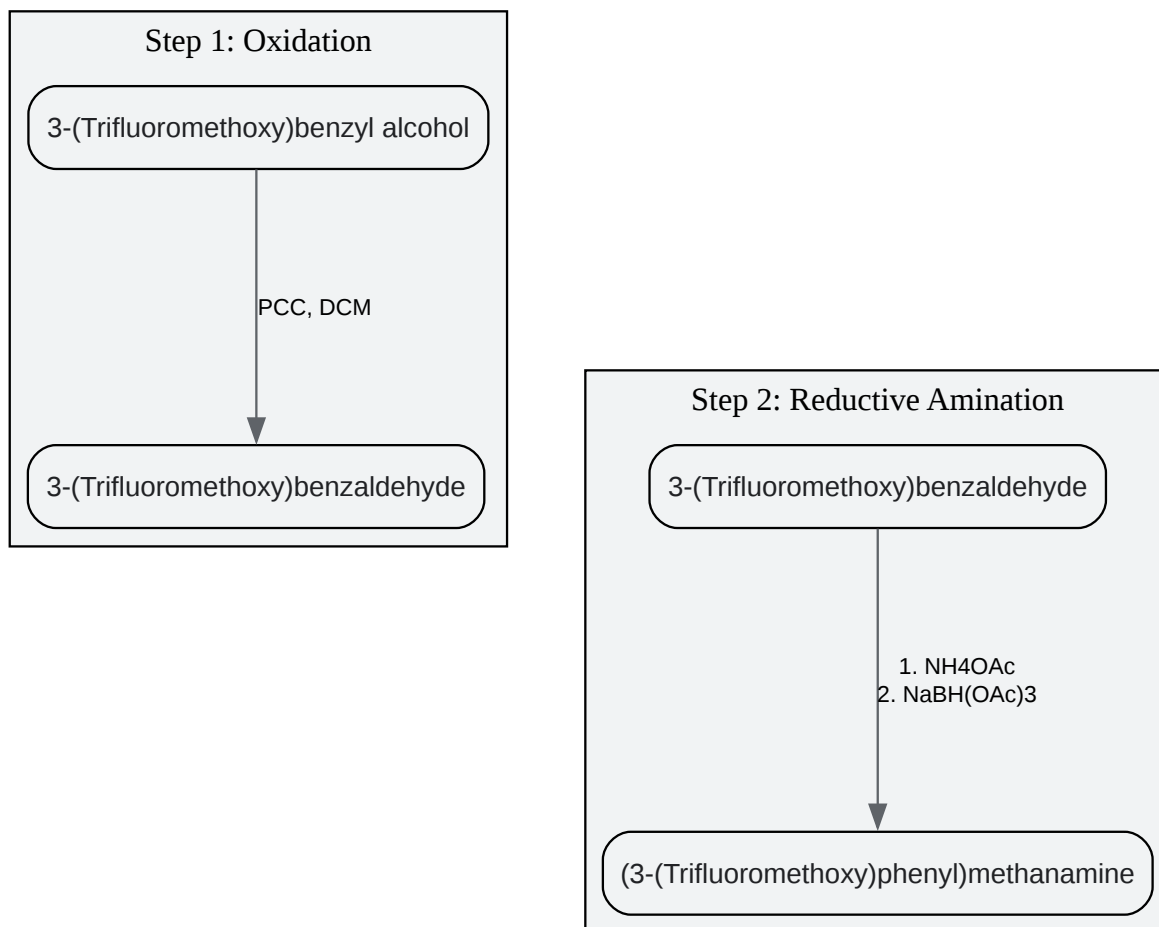 Step 1: Oxidation
3-(Trifluoromethoxy)benzyl alcohol
PCC, DCM
3-(Trifluoromethoxy)benzaldehyde
Step 2: Reductive Amination
3-(Trifluoromethoxy)benzaldehyde
1. NH4OAc
2. NaBH(OAc)3
(3-(Trifluoromethoxy)phenyl)methanamine